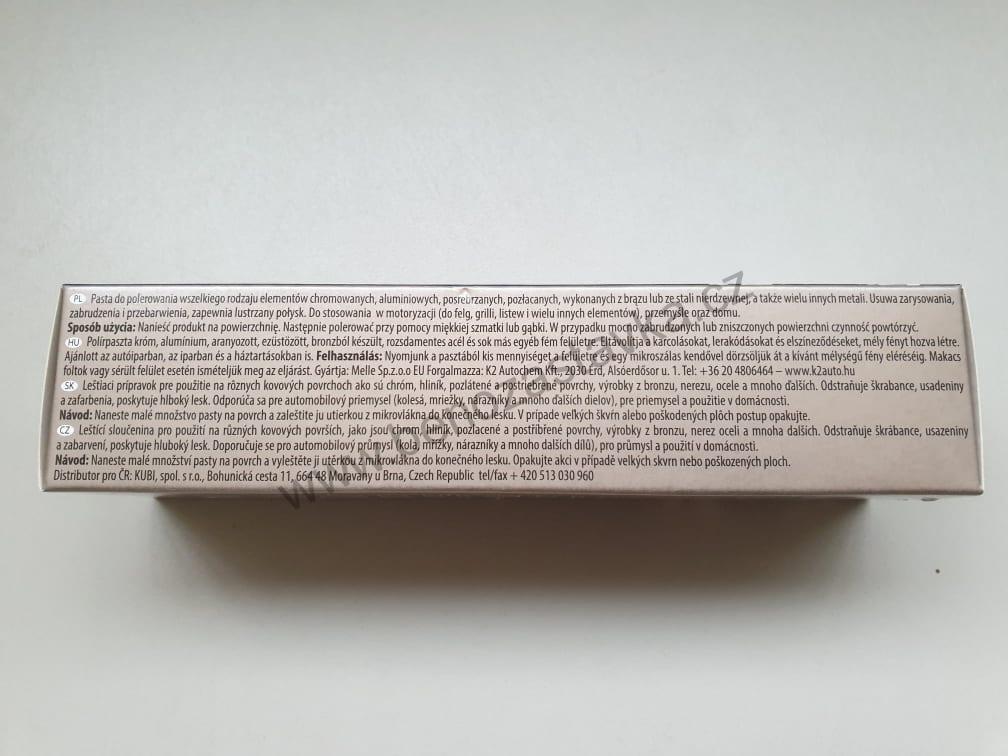 PL Pasta do polerowania wszelkiego rodzaju elementów chromowanych, aluminiowych, posrebrzanych, pozłacanych, wykonanych z brązu lub ze stali nierdzewnej, a także wielu innych metali. Usuwa zarysowania,
zabrudzenia i przebarwienia, zapewnia lustrzany połysk. Do stosowania w motoryzacji (do felg, grilli, listew i wielu innych elementów), przemyśle oraz domu.
Sposób użycia: Nanieść produkt na powierzchnię. Następnie polerować przy pomocy miękkiej szmatki lub gąbki. W przypadku mocno zabrudzonych lub zniszczonych powierzchni czynność powtórzyć.
HU Polírpaszta króm, alumínium, aranyozott, ezüstözött, bronzból készült, rozsdamentes acél és sok más egyéb fém felületre. Eltávolítja a karcolásokat, lerakódásokat és elszíneződéseket, mély fényt hozva létre.
Ajánlott az autóiparban, az iparban és a háztartásokban is. Felhasználás: Nyomjunk a pasztából kis mennyiséget a felületre és egy mikroszálas kendővel dörzsöljük át a kívánt mélységű fény eléréséig. Makacs
foltok vagy sérült felület esetén ismételjük meg az eljárást. Gyártja: Melle Sp.z.o.o EU Forgalmazza: K2 Autochem Kft., 2030 Érd, Alsóerdősor u. 1. Tel: +36 20 4806464 – www.k2auto.hu
SK Leštiaci prípravok pre použitie na rôznych kovových povrchoch ako sú chróm, hliník, pozlátené a postriebrené povrchy, výrobky z bronzu, nerezu, ocele a mnoho ďalších. Odstraňuje škrabance, usadeniny
a zafarbenia, poskytuje hlboký lesk. Odporúča sa pre automobilový priemysel (kolesá, mriežky, nárazníky a mnoho ďalších dielov), pre priemysel a použitie v domácnosti.
Návod: Naneste malé množstvo pasty na povrch a zaleštite ju utierkou z mikrovlákna do konečného lesku. V prípade veľkých škvŕn alebo poškodených plôch postup opakujte.
CZ Leštící sloučenina pro použití na různých kovových površích, jako jsou chrom, hliník, pozlacené a postříbřené povrchy, výrobky z bronzu, nerez oceli a mnoha dalších. Odstraňuje škrábance, usazeniny
a zabarvení, poskytuje hluboký lesk. Doporučuje se pro automobilový průmysl (kola, mřížky, nárazníky a mnoho dalších dílů), pro průmysl a použití v domácnosti.
Návod: Naneste malé množství pasty na povrch a vyleštěte ji utěrkou z mikrovlákna do konečného lesku. Opakujte akci v případě velkých skvrn nebo poškozených ploch.
Distributor pro ČR: KUBI, spol. s r.o., Bohunická cesta 11, 664 48 Moravany u Brna, Czech Republic tel/fax + 420 513 030 960